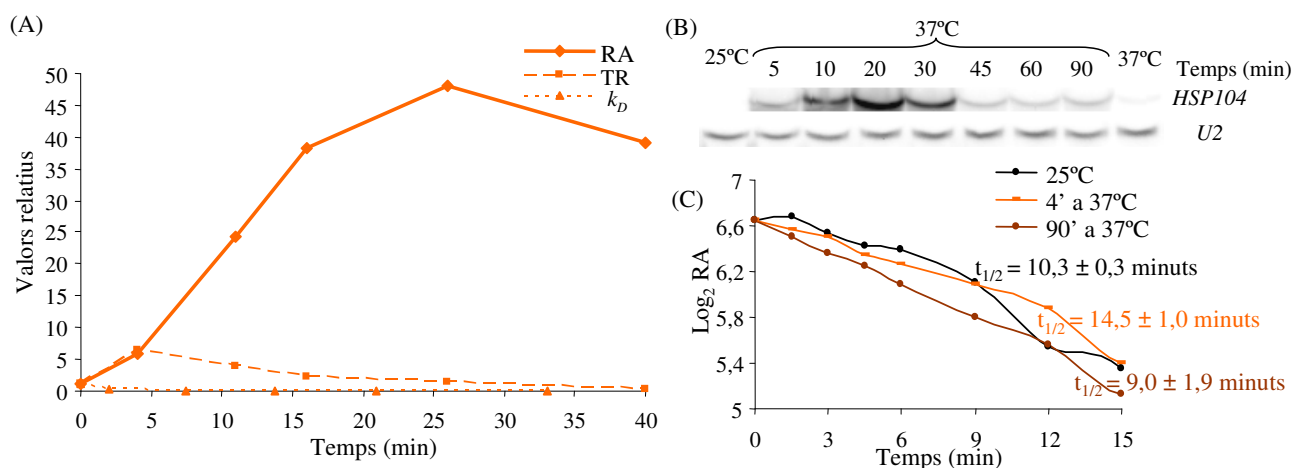 (A)
RA
TR
k_D
50
45
40
35
30
25
20
15
10
5
0
Valors relatius
0 5 10 15 20 25 30 35 40
Temps (min)
(B)
37ºC
25ºC 5 10 20 30 45 60 90 37ºC Temps (min)
HSP104
U2
(C)
25ºC
4' a 37ºC
90' a 37ºC
7
6,6
6,2
5,8
5,4
5
Log₂ RA
t₁/₂ = 10,3 ± 0,3 minuts
t₁/₂ = 14,5 ± 1,0 minuts
t₁/₂ = 9,0 ± 1,9 minuts
0 3 6 9 12 15
Temps (min)